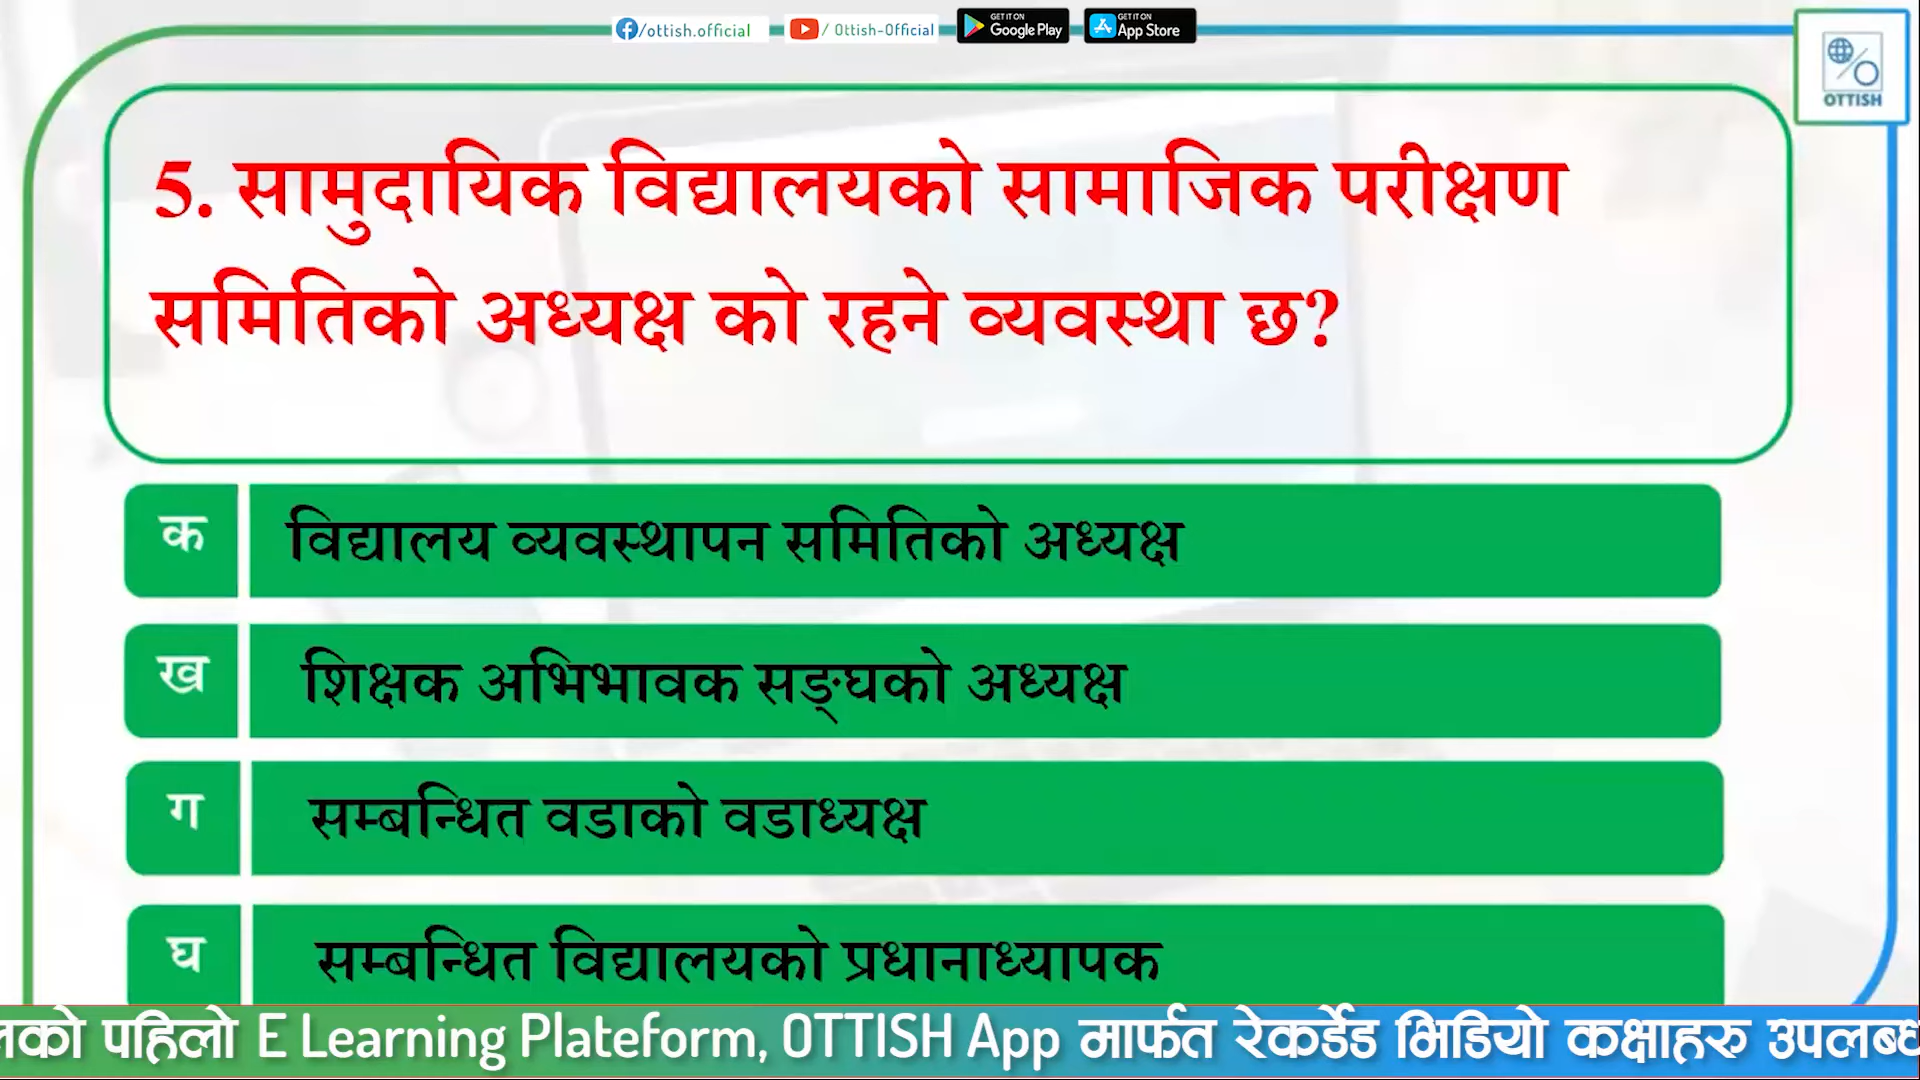 /ottish.official
/ Ottish-Official
GET IT ON
Google Play
GET IT ON
App Store
OTTISH
5. सामुदायिक विद्यालयको सामाजिक परीक्षण
समितिको अध्यक्ष को रहने व्यवस्था छ?
क विद्यालय व्यवस्थापन समितिको अध्यक्ष
ख शिक्षक अभिभावक सङ्घको अध्यक्ष
ग सम्बन्धित वडाको वडाध्यक्ष
घ सम्बन्धित विद्यालयको प्रधानाध्यापक
पहिलो E Learning Plateform, OTTISH App मार्फत रेकर्डेड भिडियो कक्षाहरु